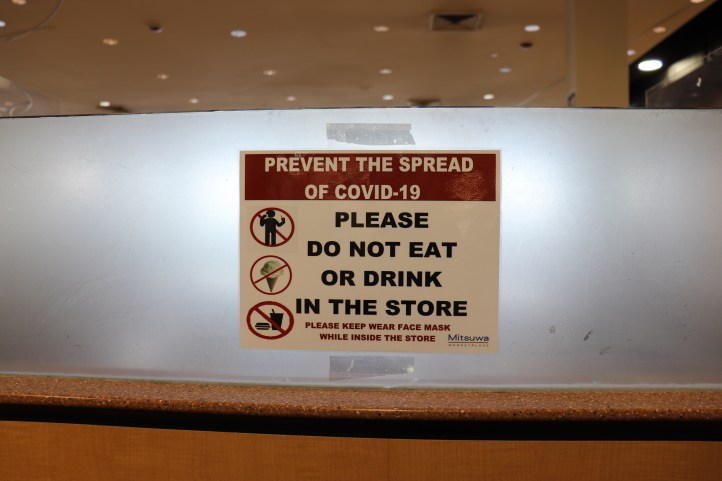 PREVENT THE SPREAD
OF COVID-19
PLEASE
DO NOT EAT
OR DRINK
IN THE STORE
PLEASE KEEP WEAR FACE MASK
WHILE INSIDE THE STORE
Mitsuwa
MARKETPLACE